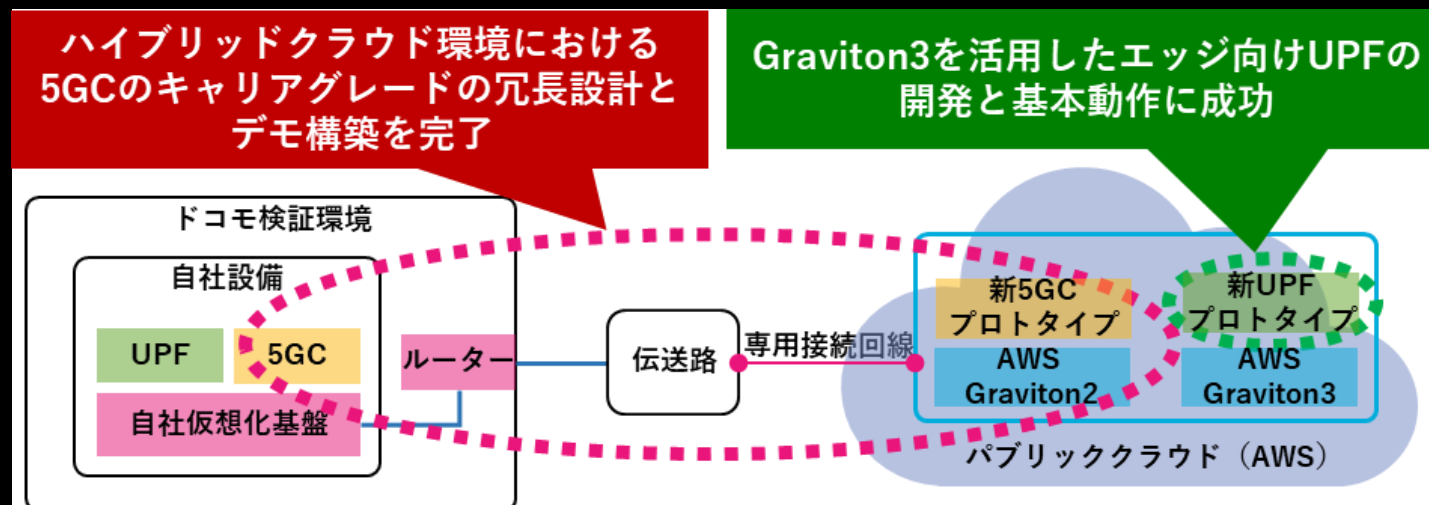 ハイブリッドクラウド環境における
5GCのキャリアグレードの冗長設計と
デモ構築を完了
Graviton3を活用したエッジ向けUPFの
開発と基本動作に成功
ドコモ検証環境
自社設備
UPF
5GC
ルーター
自社仮想化基盤
伝送路
専用接続回線
新5GC
プロトタイプ
AWS
Graviton2
新UPF
プロトタイプ
AWS
Graviton3
パブリッククラウド（AWS）